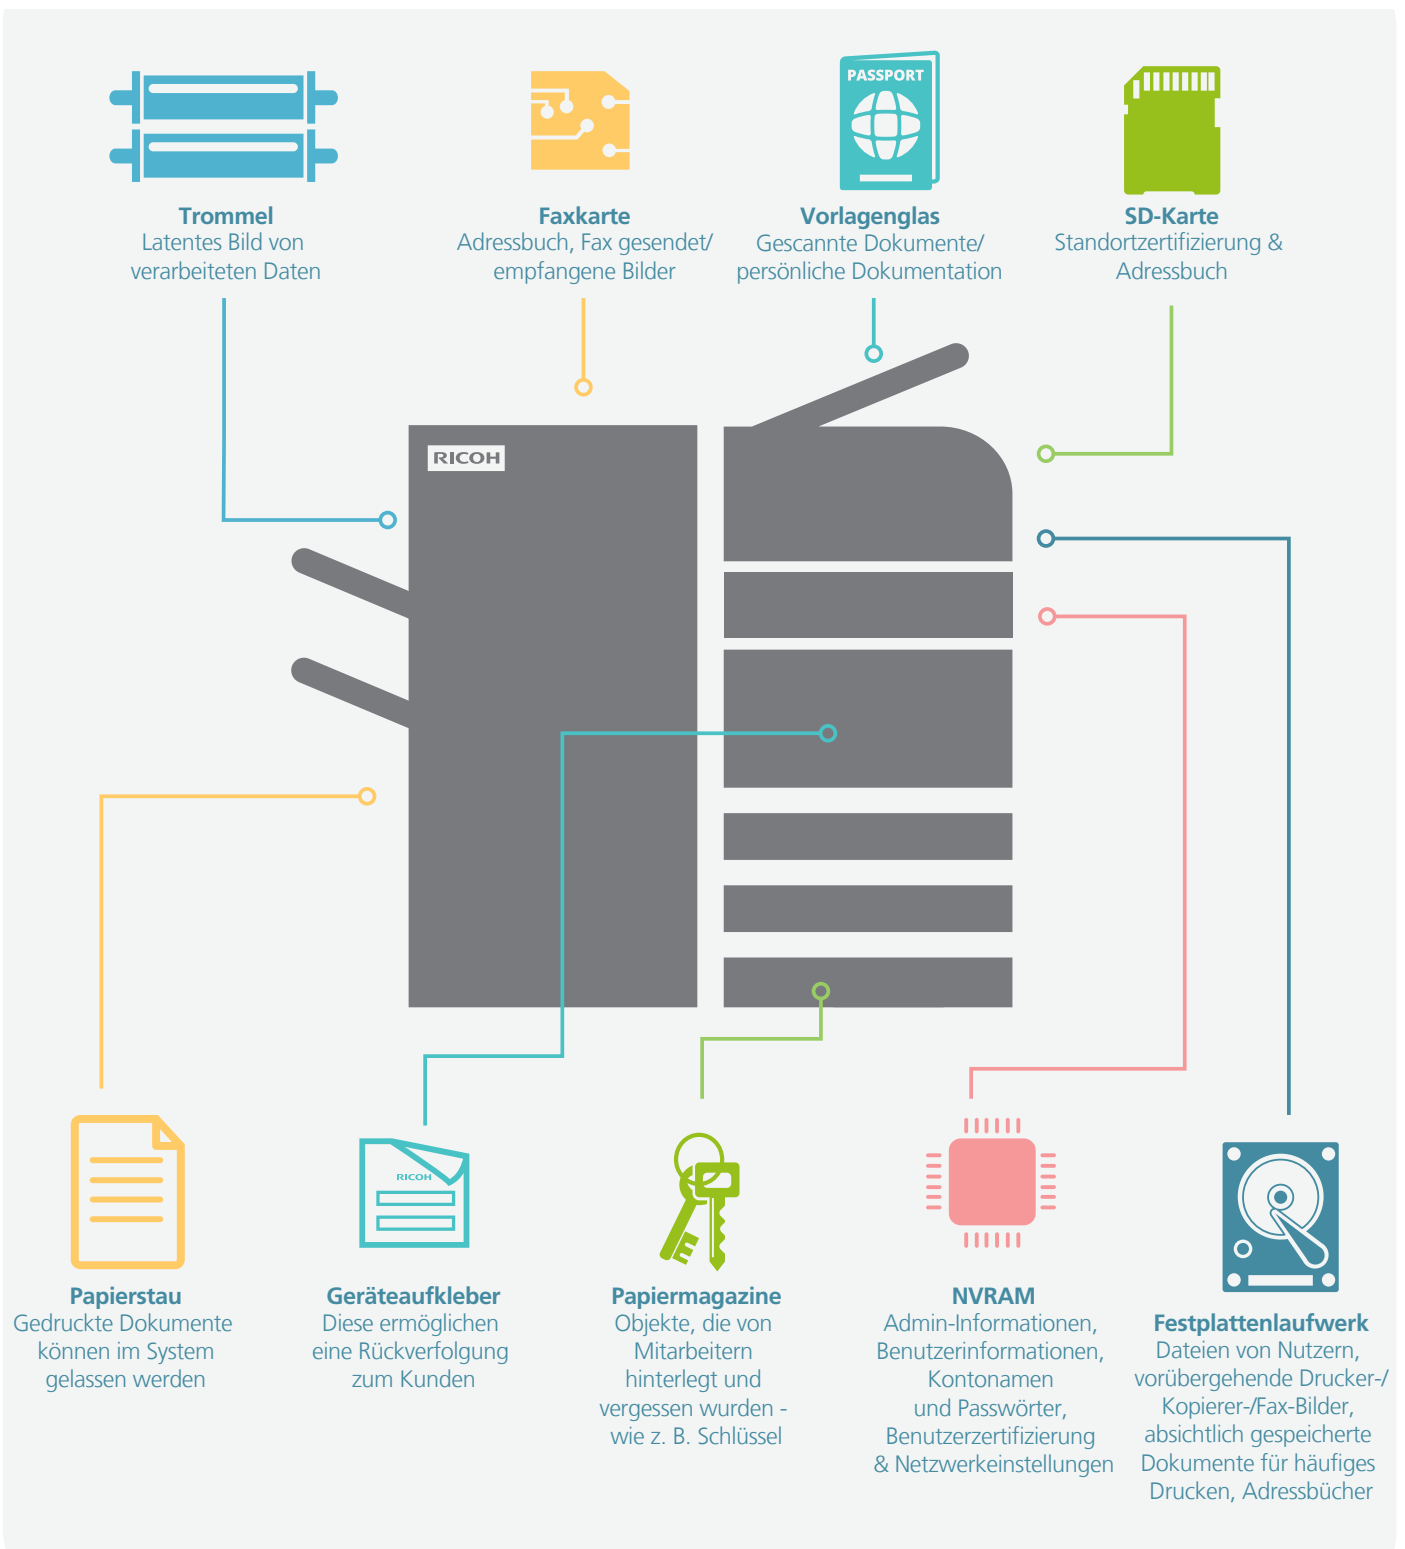 PASSPORT
Trommel
Latentes Bild von
verarbeiteten Daten
Faxkarte
Adressbuch, Fax gesendet/
empfangene Bilder
Vorlagenglas
Gescannte Dokumente/
persönliche Dokumentation
SD-Karte
Standortzertifizierung &
Adressbuch
RICOH
RICOH
Papierstau
Gedruckte Dokumente
können im System
gelassen werden
Geräteaufkleber
Diese ermöglichen
eine Rückverfolgung
zum Kunden
Papiermagazine
Objekte, die von
Mitarbeitern
hinterlegt und
vergessen wurden -
wie z. B. Schlüssel
NVRAM
Admin-Informationen,
Benutzerinformationen,
Kontonamen
und Passwörter,
Benutzerzertifizierung
& Netzwerkeinstellungen
Festplattenlaufwerk
Dateien von Nutzern,
vorübergehende Drucker-/
Kopierer-/Fax-Bilder,
absichtlich gespeicherte
Dokumente für häufiges
Drucken, Adressbücher